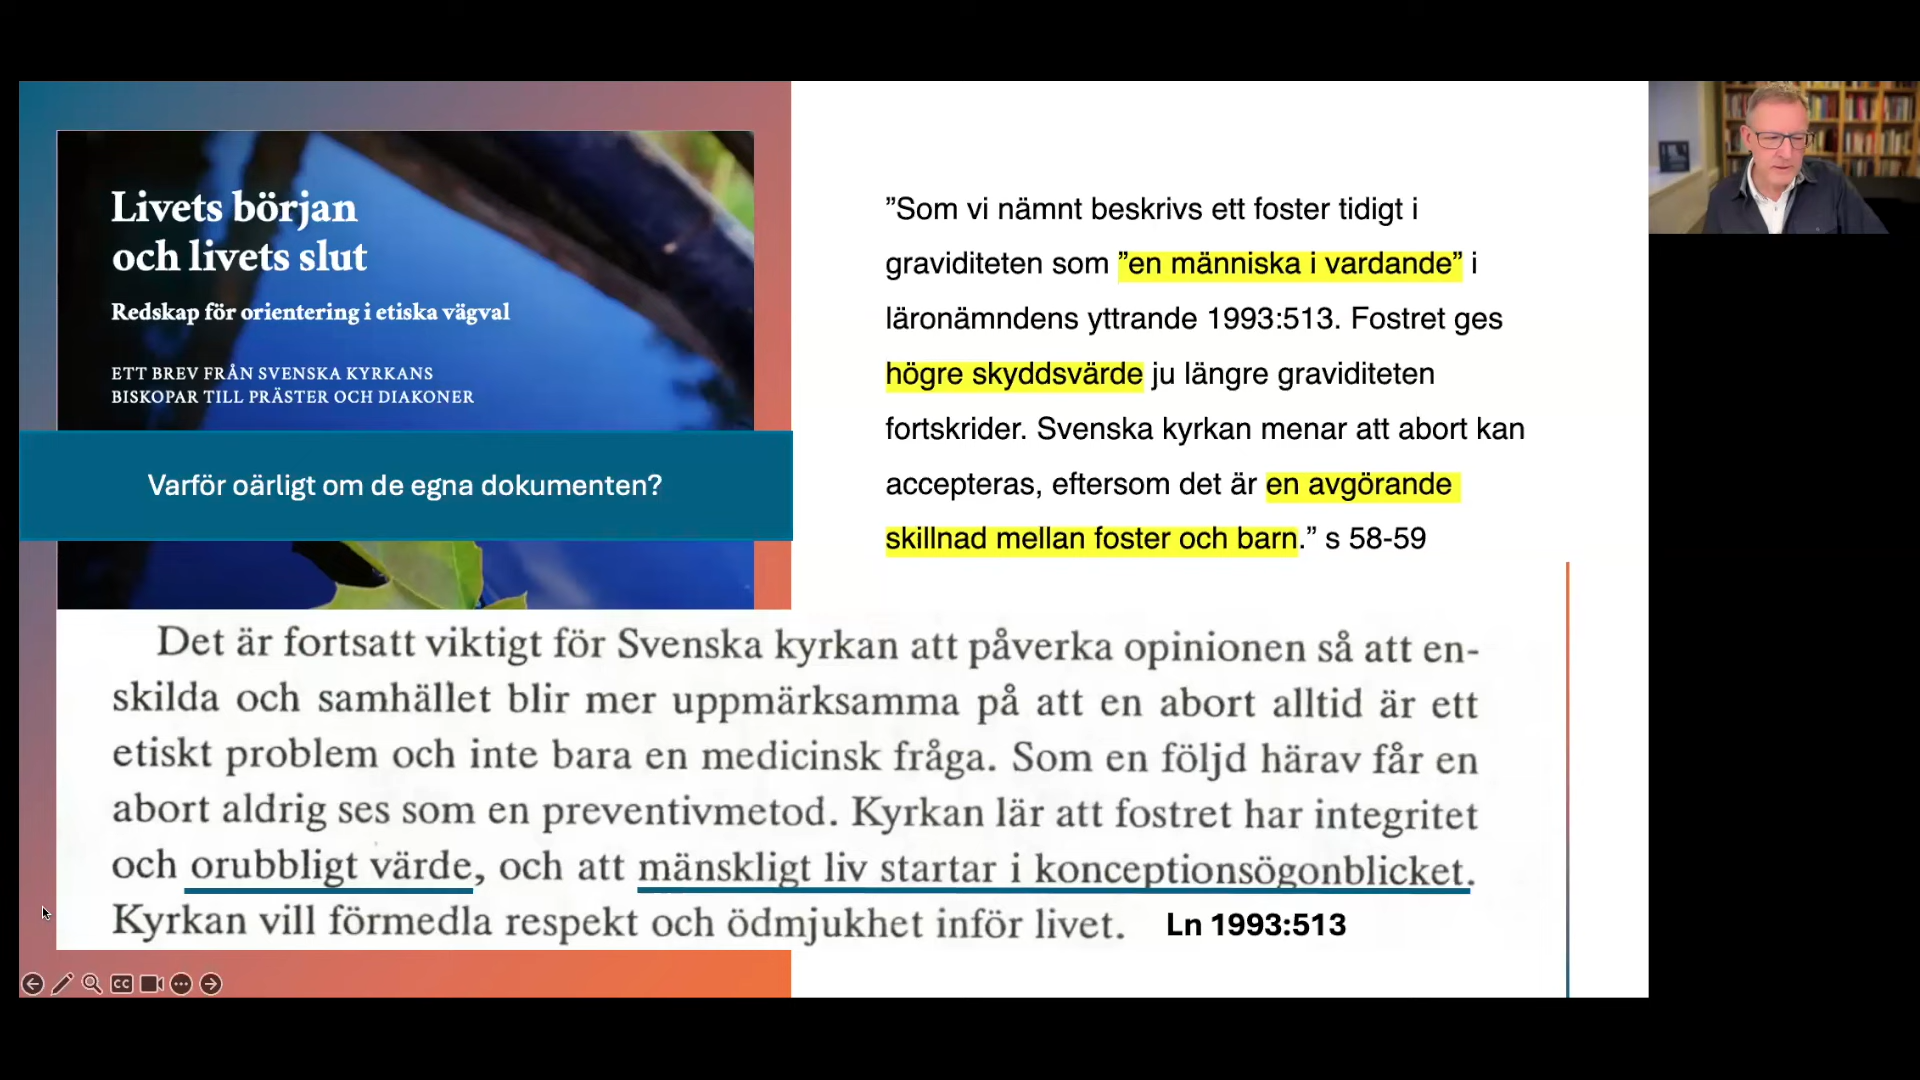 Livets början
och livets slut
Redskap för orientering i etiska vägval
ETT BREV FRÅN SVENSKA KYRKANS
BISKOPAR TILL PRÄSTER OCH DIAKONER
Varför oärligt om de egna dokumenten?
”Som vi nämnt beskrivs ett foster tidigt i
graviditeten som ”en människa i vardande” i
läronämndens yttrande 1993:513. Fostret ges
högre skyddsvärde ju längre graviditeten
fortskrider. Svenska kyrkan menar att abort kan
accepteras, eftersom det är en avgörande
skillnad mellan foster och barn.” s 58-59
Det är fortsatt viktigt för Svenska kyrkan att påverka opinionen så att en-
skilda och samhället blir mer uppmärksamma på att en abort alltid är ett
etiskt problem och inte bara en medicinsk fråga. Som en följd härav får en
abort aldrig ses som en preventivmetod. Kyrkan lär att fostret har integritet
och orubbligt värde, och att mänskligt liv startar i konceptionsögonblicket.
Kyrkan vill förmedla respekt och ödmjukhet inför livet. Ln 1993:513
CC